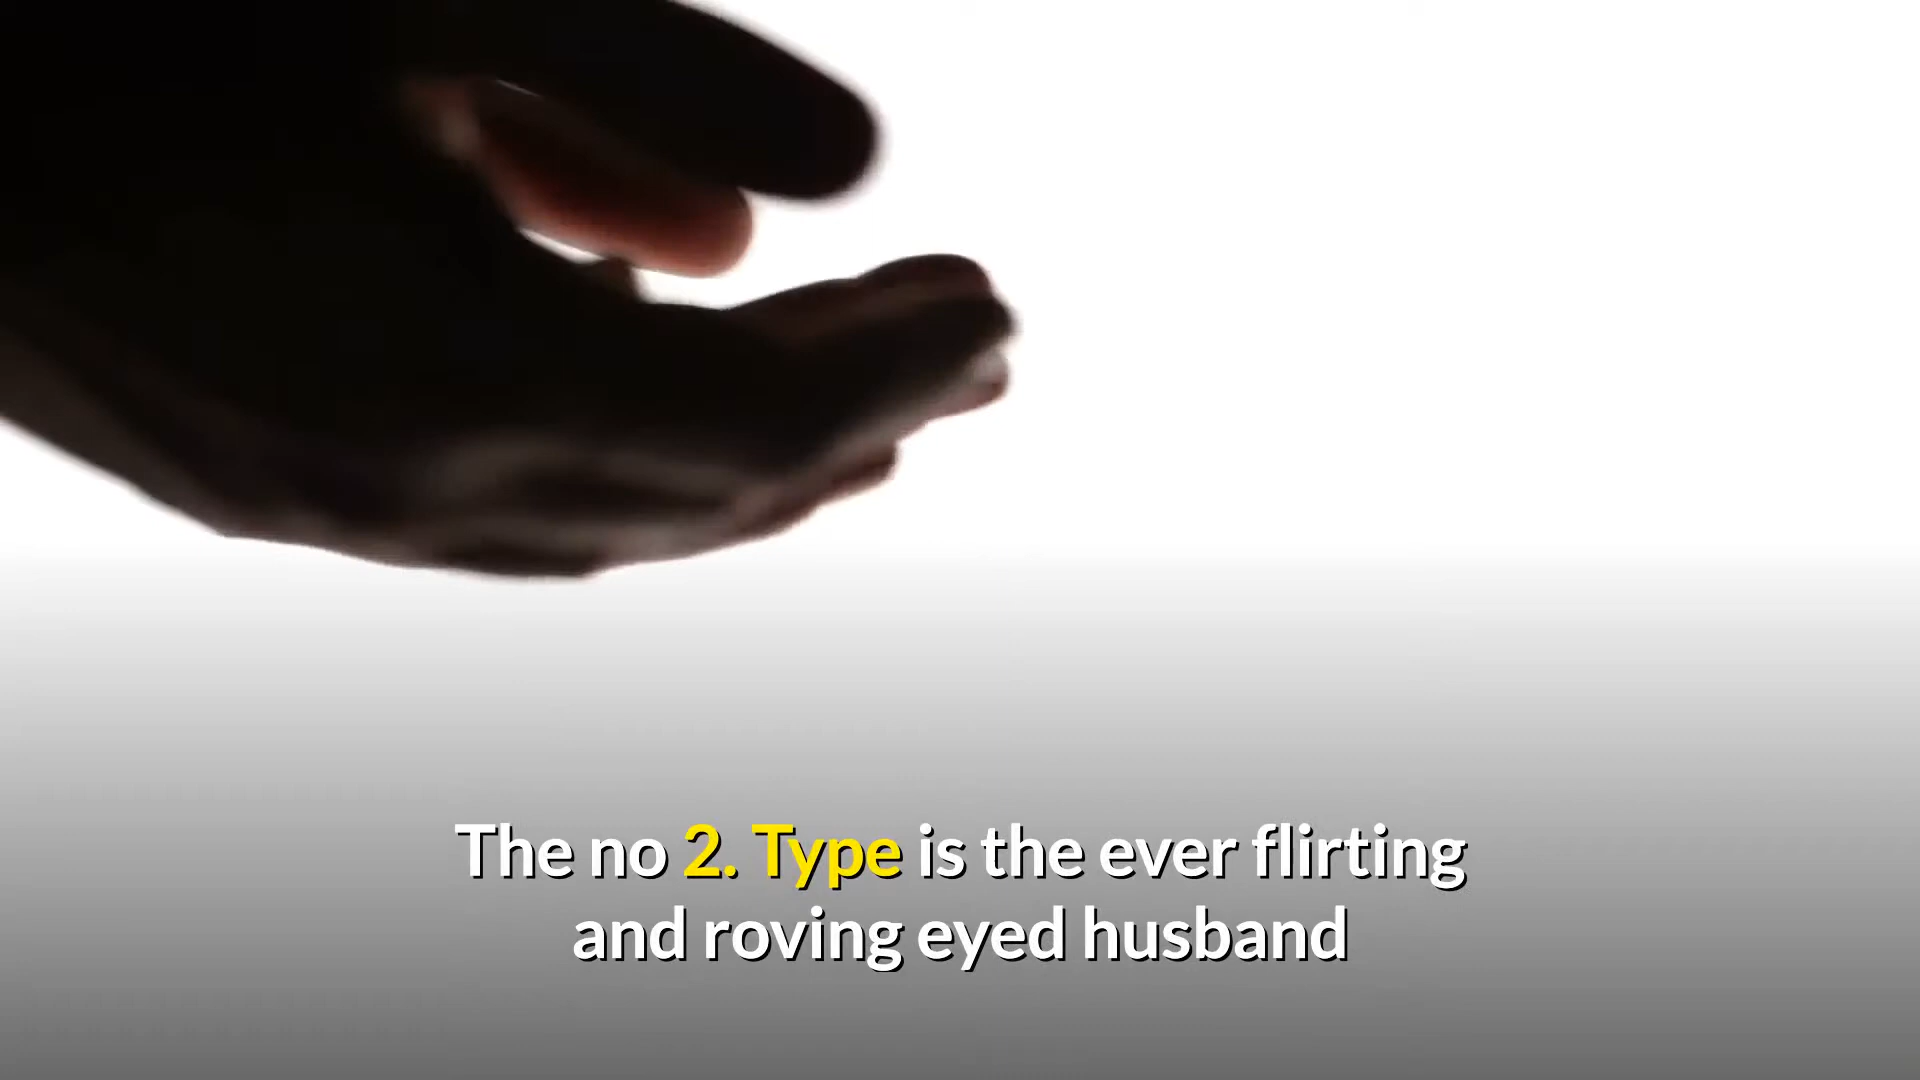 The no 2. Type is the ever flirting
and roving eyed husband